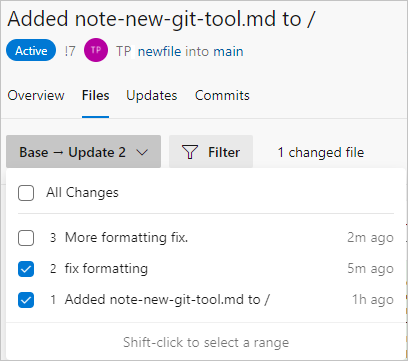 Added note-new-git-tool.md to /
Active !7 TP TP newfile into main
Overview Files Updates Commits
Base → Update 2 Filter 1 changed file
All Changes
3 More formatting fix. 2m ago
2 fix formatting 5m ago
1 Added note-new-git-tool.md to / 1h ago
Shift-click to select a range